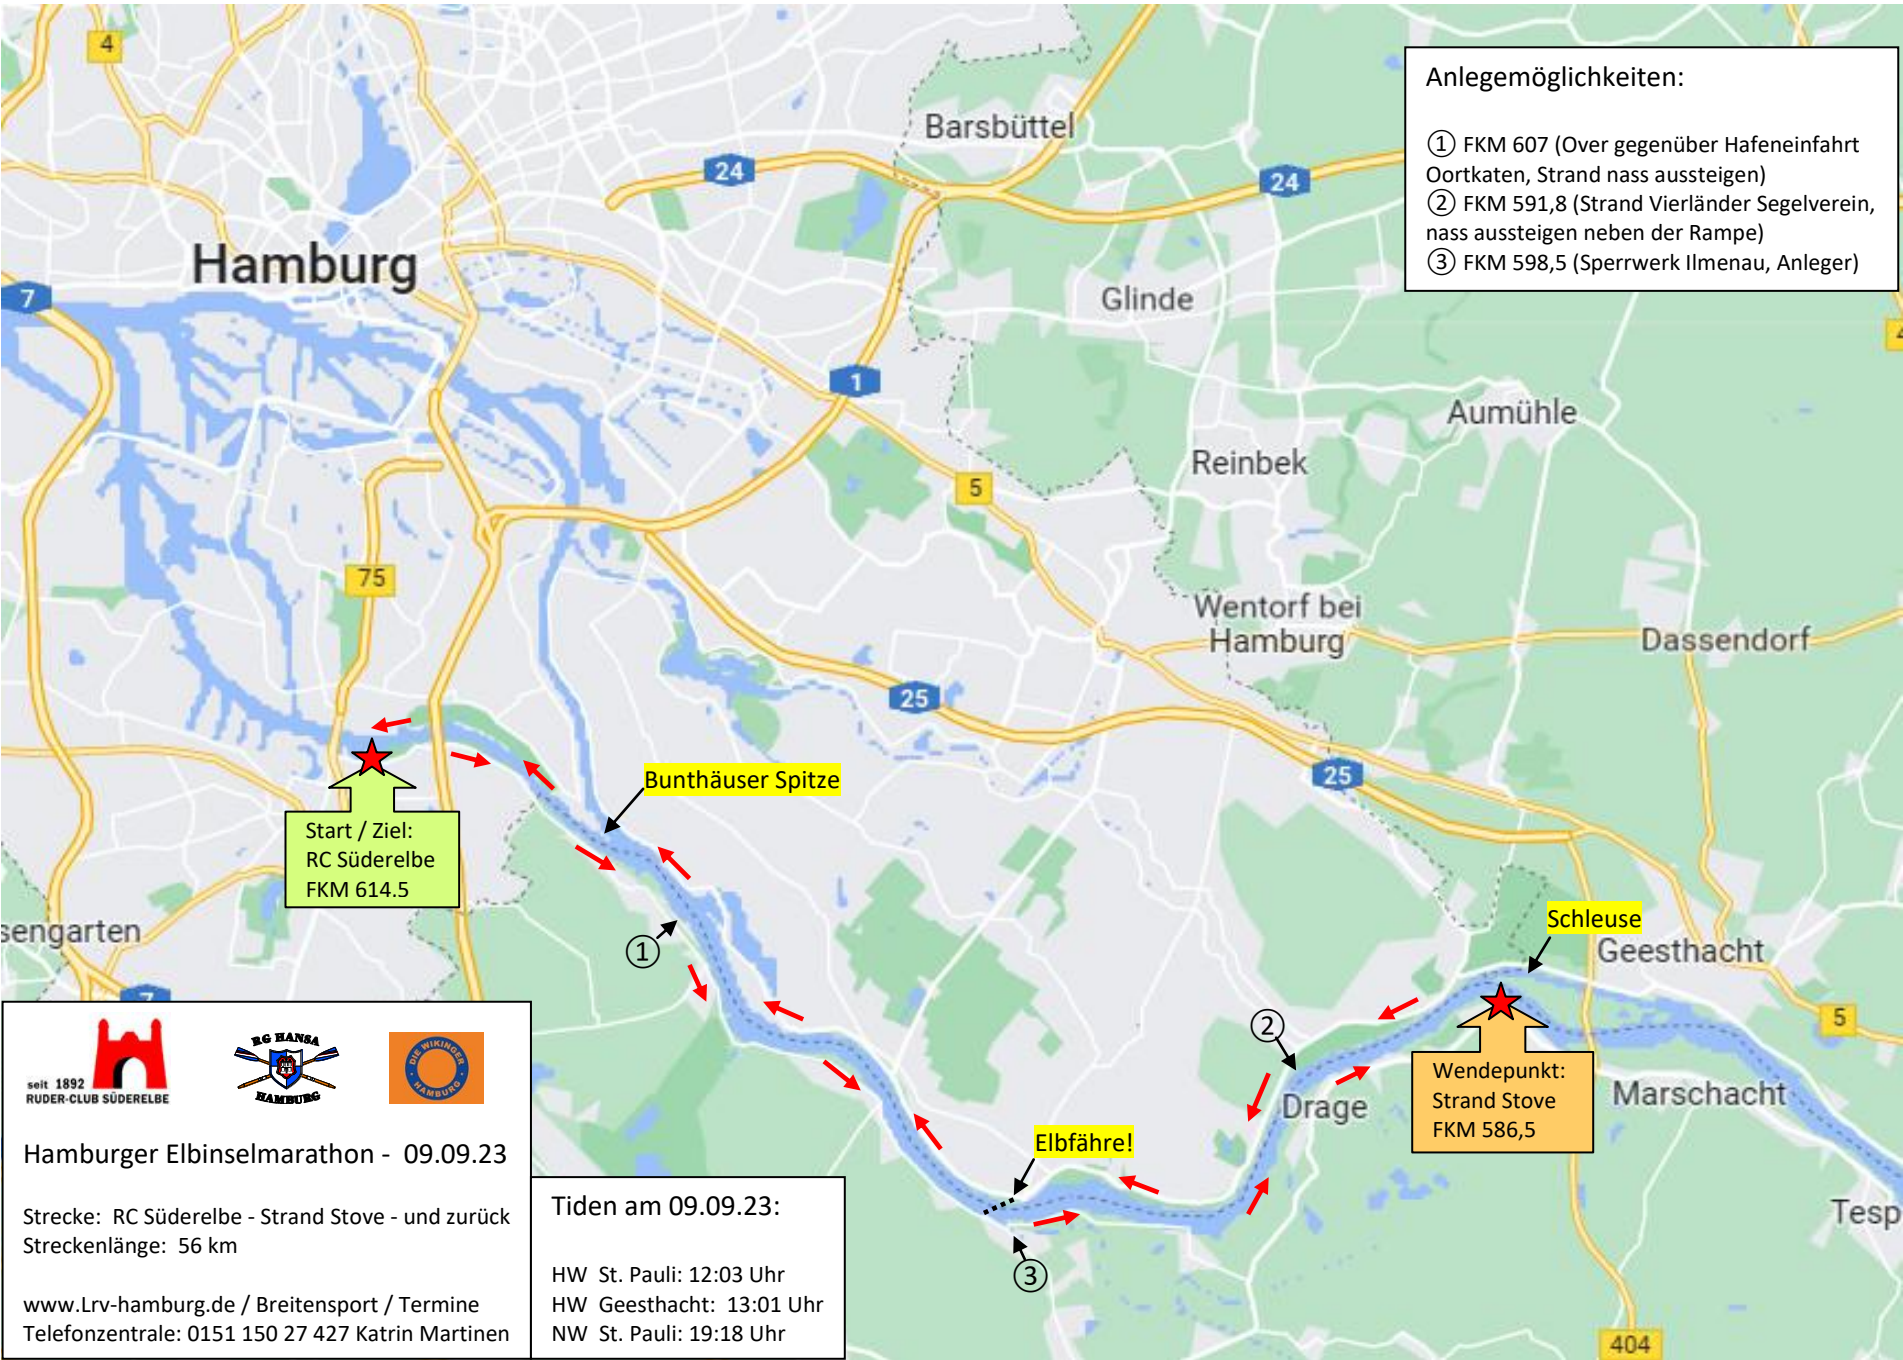 4
Barsbüttel
24
24
Hamburg
7
Glinde
1
Aumühle
Reinbek
5
4
75
Wentorf bei
Hamburg
Dassendorf
25
25
Anlegemöglichkeiten:
① FKM 607 (Over gegenüber Hafeneinfahrt
Oortkaten, Strand nass aussteigen)
② FKM 591,8 (Strand Vierländer Segelverein,
nass aussteigen neben der Rampe)
③ FKM 598,5 (Sperrwerk Ilmenau, Anleger)
Bunthäuser Spitze
Start / Ziel:
RC Süderelbe
FKM 614.5
sengarten
7
①
②
③
Schleuse
Geesthacht
5
Wendepunkt:
Strand Stove
FKM 586,5
Marschacht
Drage
Elbfähre!
Tesp
404
seit 1892
RUDER-CLUB SÜDERELBE
RG HANSA
HAMBURG
DIE WIKINGER
HAMBURG
Hamburger Elbinselmarathon - 09.09.23
Strecke: RC Süderelbe - Strand Stove - und zurück
Streckenlänge: 56 km
www.Lrv-hamburg.de / Breitensport / Termine
Telefonzentrale: 0151 150 27 427 Katrin Martinen
Tiden am 09.09.23:
HW St. Pauli: 12:03 Uhr
HW Geesthacht: 13:01 Uhr
NW St. Pauli: 19:18 Uhr